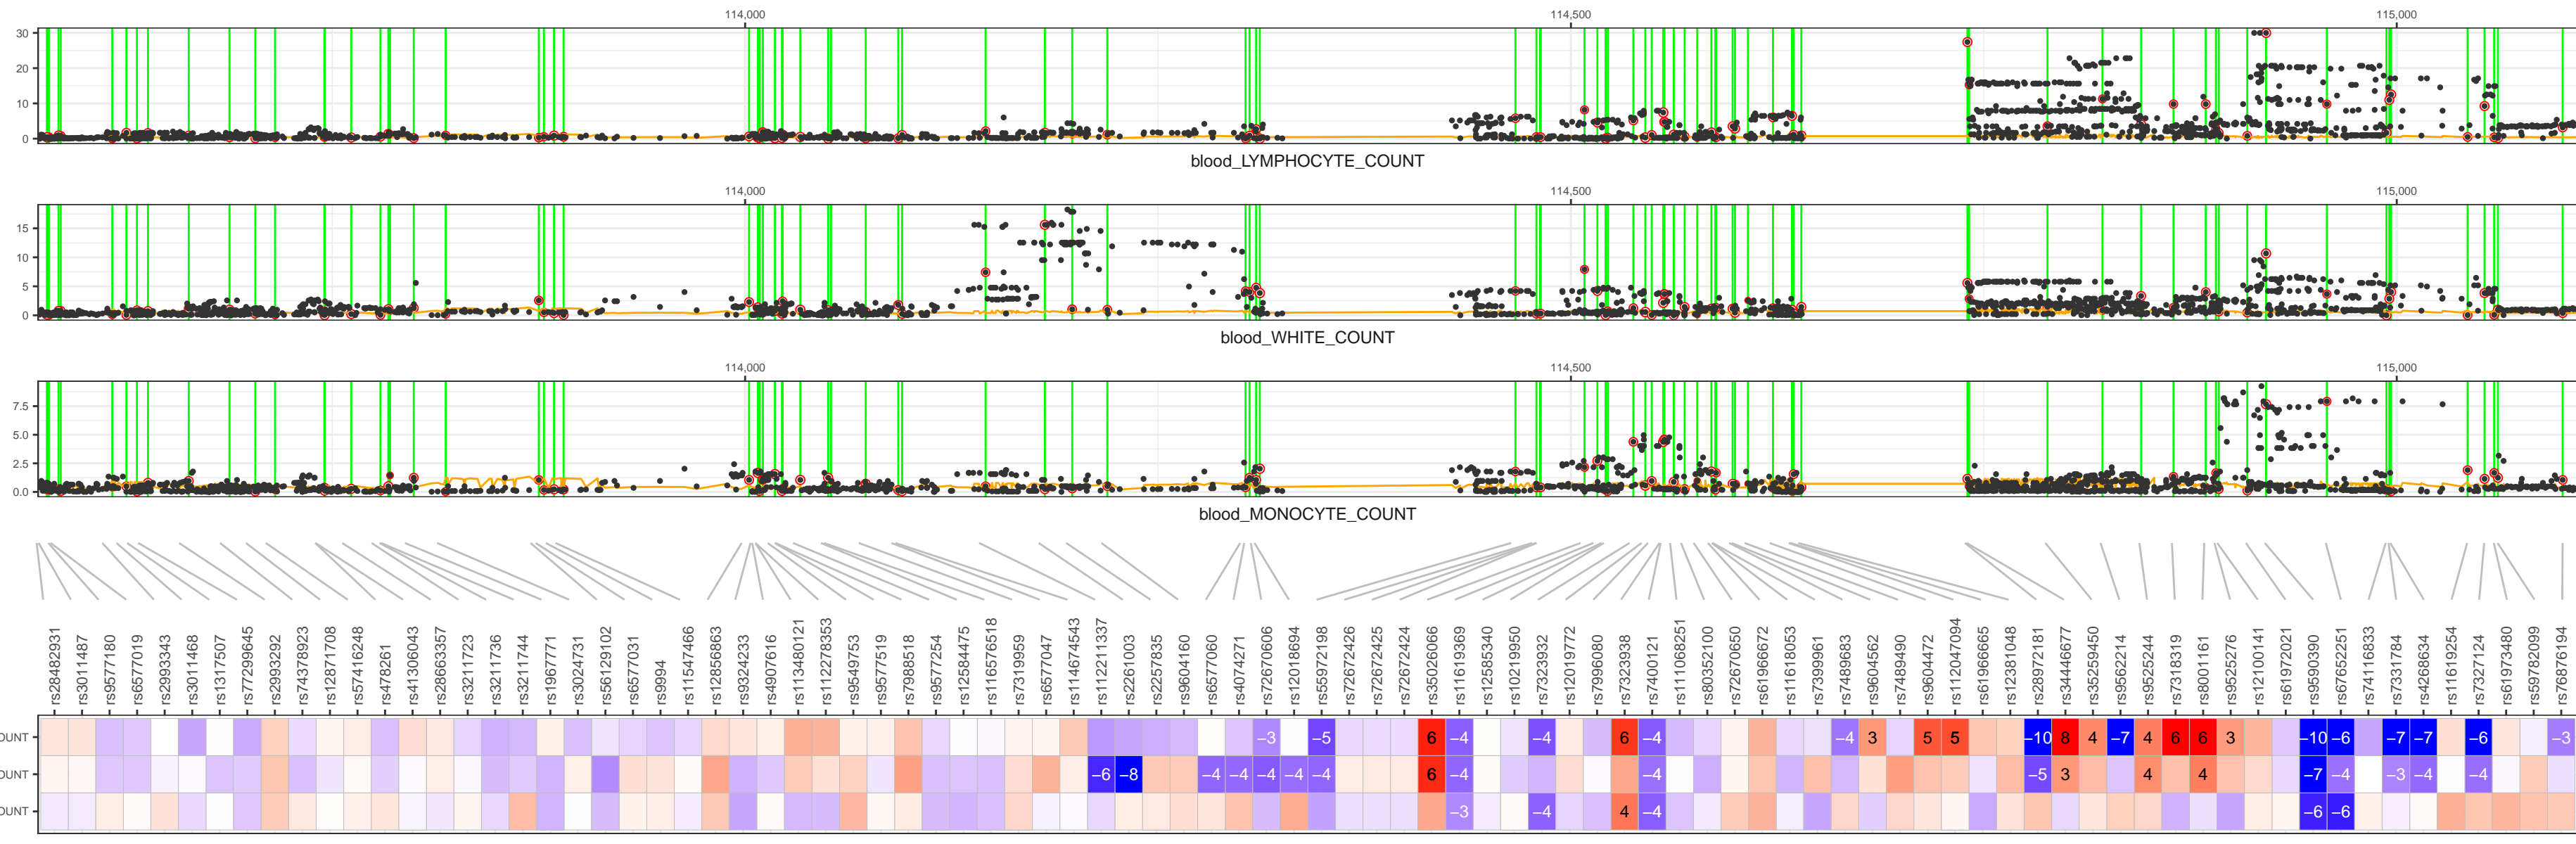 114,000 114,500 115,000
30
20
10
0
blood_LYMPHOCYTE_COUNT
114,000 114,500 115,000
15
10
5
0
blood_WHITE_COUNT
114,000 114,500 115,000
7.5
5.0
2.5
0.0
blood_MONOCYTE_COUNT
rs28482931
rs3011487
rs9577180
rs6577019
rs2993343
rs3011468
rs1317507
rs77299645
rs2993292
rs74378923
rs12871708
rs57416248
rs478261
rs41306043
rs28663357
rs3211723
rs3211736
rs3211744
rs1967771
rs3024731
rs56129102
rs6577031
rs9994
rs115474466
rs12856863
rs9324233
rs4907616
rs113480121
rs112278353
rs9549753
rs9577519
rs7988518
rs9577254
rs12584475
rs116576518
rs73199559
rs6577047
rs114674543
rs112211337
rs2261003
rs2257835
rs9604160
rs6577060
rs4074271
rs72670606
rs12018694
rs55972198
rs72672426
rs72672425
rs72672424
rs35026066
rs11619369
rs12585340
rs10219950
rs7323932
rs12019772
rs7996080
rs7323938
rs7400121
rs111068251
rs80352100
rs72670650
rs61966672
rs11618053
rs7399961
rs7489683
rs9604562
rs7489490
rs9604472
rs112047094
rs61966665
rs12381048
rs28972181
rs34446677
rs35259450
rs9562214
rs9525244
rs7318319
rs8001161
rs9525276
rs12100141
rs61972021
rs9590390
rs67652251
rs74116833
rs7331784
rs4268634
rs11619254
rs73271124
rs61973480
rs59782099
rs76876194
OUNT −3 −5 6 −4 −4 6 −4 −4 3 5 5 −10 8 4 −7 4 6 6 3 −10 −6 −7 −7 −6 −3
OUNT −6 −8 −4 −4 −4 −4 −4 6 −4 −4 −5 3 4 4 −7 −4 −3 −4 −4
OUNT −3 −4 4 −4 −6 −6